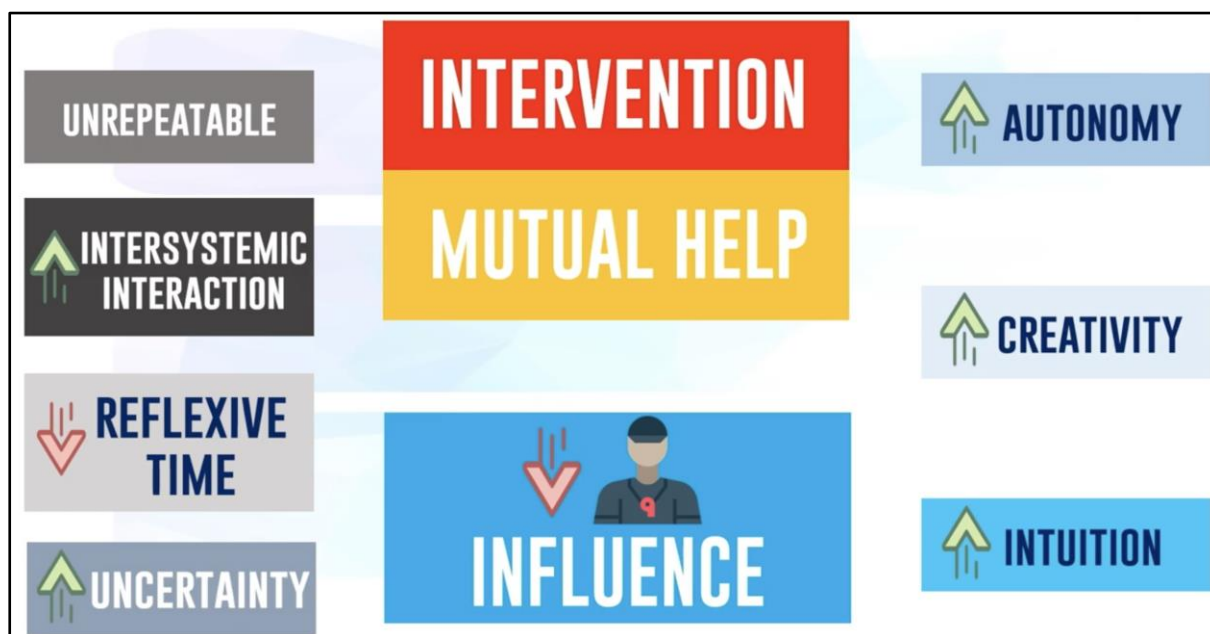 UNREPEATABLE
INTERSYSTEMIC
INTERACTION
REFLEXIVE
TIME
UNCERTAINTY
INTERVENTION
MUTUAL HELP
INFLUENCE
AUTONOMY
CREATIVITY
INTUITION